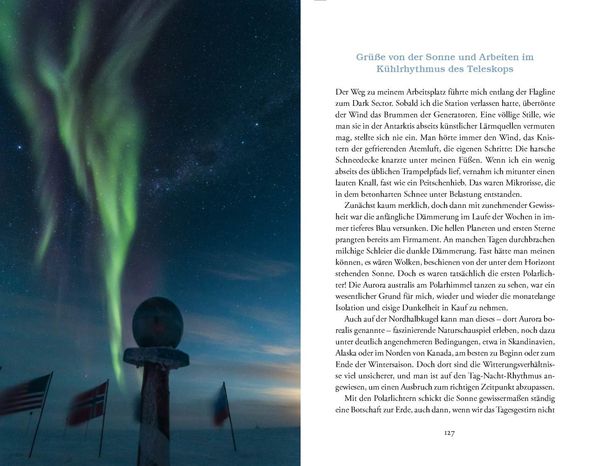 Grüße von der Sonne und Arbeiten im
Kühlrhythmus des Teleskops
Der Weg zu meinem Arbeitsplatz führte mich entlang der Flagline
zum Dark Sector. Sobald ich die Station verlassen hatte, übertönte
der Wind das Brummen der Generatoren. Eine völlige Stille, wie
man sie in der Antarktis abseits künstlicher Lärmquellen vermuten
mag, stellte sich nie ein. Man hörte immer den Wind, das Knis-
tern der gefrierenden Atemluft, die eigenen Schritte: Die harsche
Schneedecke knarzte unter meinen Füßen. Wenn ich ein wenig
abseits des üblichen Trampelpfads lief, vernahm ich mitunter einen
lauten Knall, fast wie ein Peitschenhieb. Das waren Mikrorisse, die
in dem betonharten Schnee unter Belastung entstanden.
Zunächst kaum merklich, doch dann mit zunehmender Gewiss-
heit war die anfängliche Dämmerung im Laufe der Wochen in im-
mer tieferes Blau versunken. Die hellen Planeten und ersten Sterne
prangten bereits am Firmament. An manchen Tagen durchbrachen
milchige Schleier die dunkle Dämmerung. Fast hätte man meinen
können, es wären Wolken, beschienen von der unter dem Horizont
stehenden Sonne. Doch es waren tatsächlich die ersten Polarlich-
ter! Die Aurora australis am Polarhimmel tanzen zu sehen, war ein
wesentlicher Grund für mich, wieder und wieder die monatelange
Isolation und eisige Dunkelheit in Kauf zu nehmen.
Auch auf der Nordhalbkugel kann man dieses – dort Aurora bo-
realis genannte – faszinierende Naturschauspiel erleben, noch dazu
unter deutlich angenehmeren Bedingungen, etwa in Skandinavien,
Alaska oder im Norden von Kanada, am besten zu Beginn oder zum
Ende der Wintersaison. Doch dort sind die Witterungsverhältnis-
se viel unsicherer, und man ist auf den Tag-Nacht-Rhythmus an-
gewiesen, um einen Ausbruch zum richtigen Zeitpunkt abzupassen.
Mit den Polarlichtern schickt die Sonne gewissermaßen ständig
eine Botschaft zur Erde, auch dann, wenn wir das Tagesgestirn nicht
127